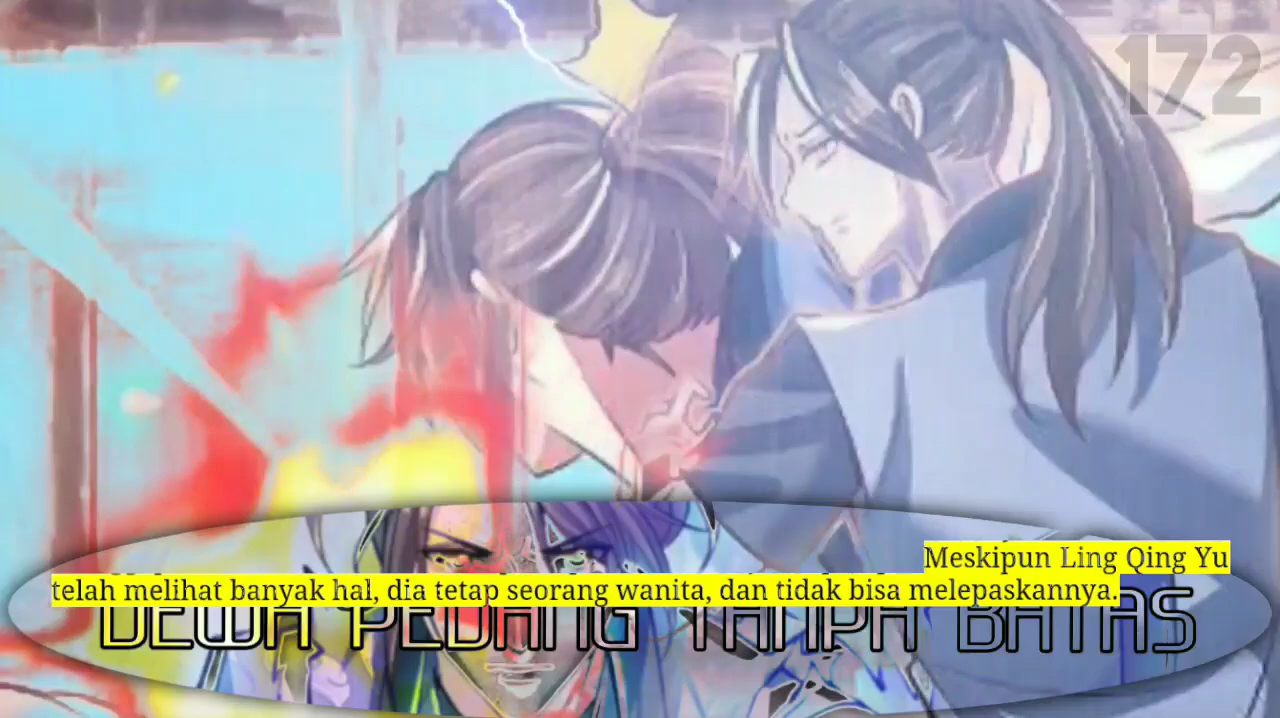 172
Meskipun Ling Qing Yu
telah melihat banyak hal, dia tetap seorang wanita, dan tidak bisa melepaskannya.
DEWA PEDANG TANPA BATAS